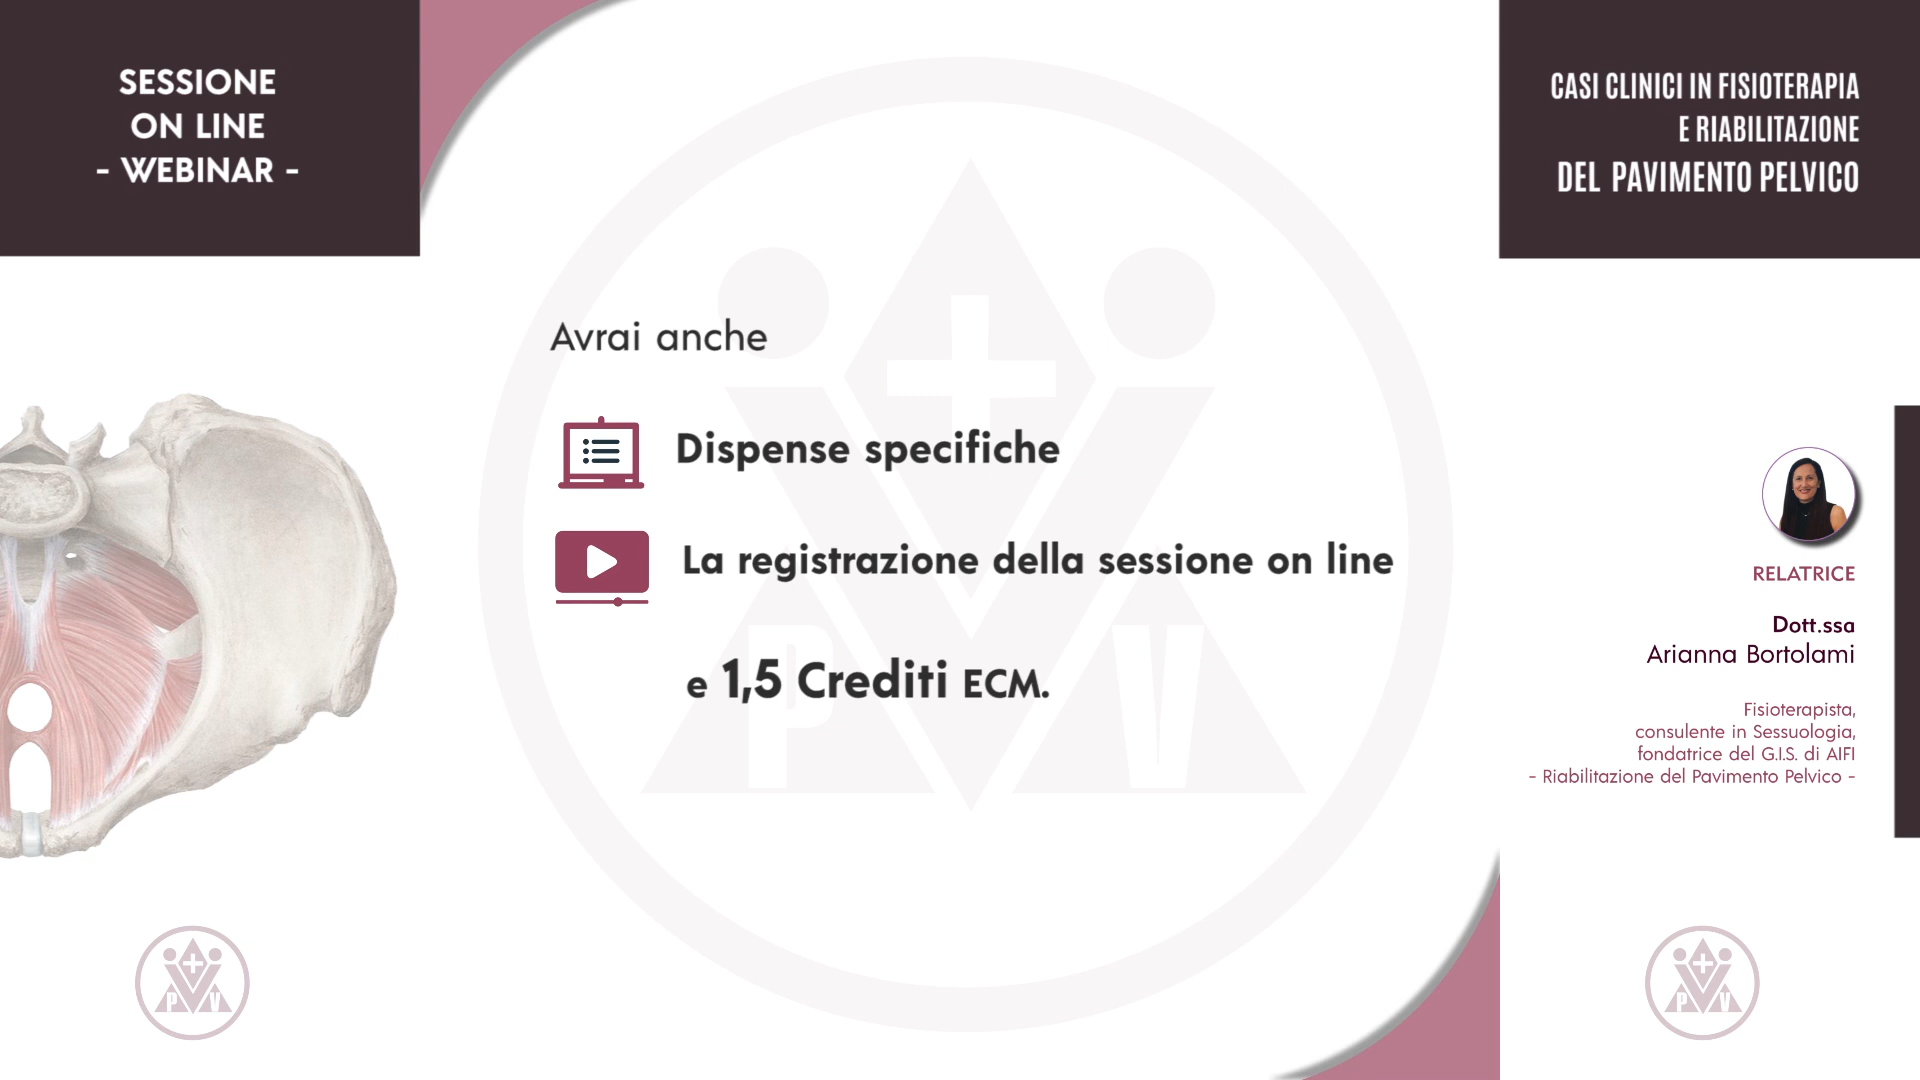 SESSIONE
ON LINE
- WEBINAR -
CASI CLINICI IN FISIOTERAPIA
E RIABILITAZIONE
DEL PAVIMENTO PELVICO
Avrai anche
Dispense specifiche
La registrazione della sessione on line
e 1,5 Crediti ECM.
RELATRICE
Dott.ssa
Arianna Bortolami
Fisioterapista,
consulente in Sessuologia,
fondatrice del G.I.S. di AIFI
- Riabilitazione del Pavimento Pelvico -
P V
P V
P V